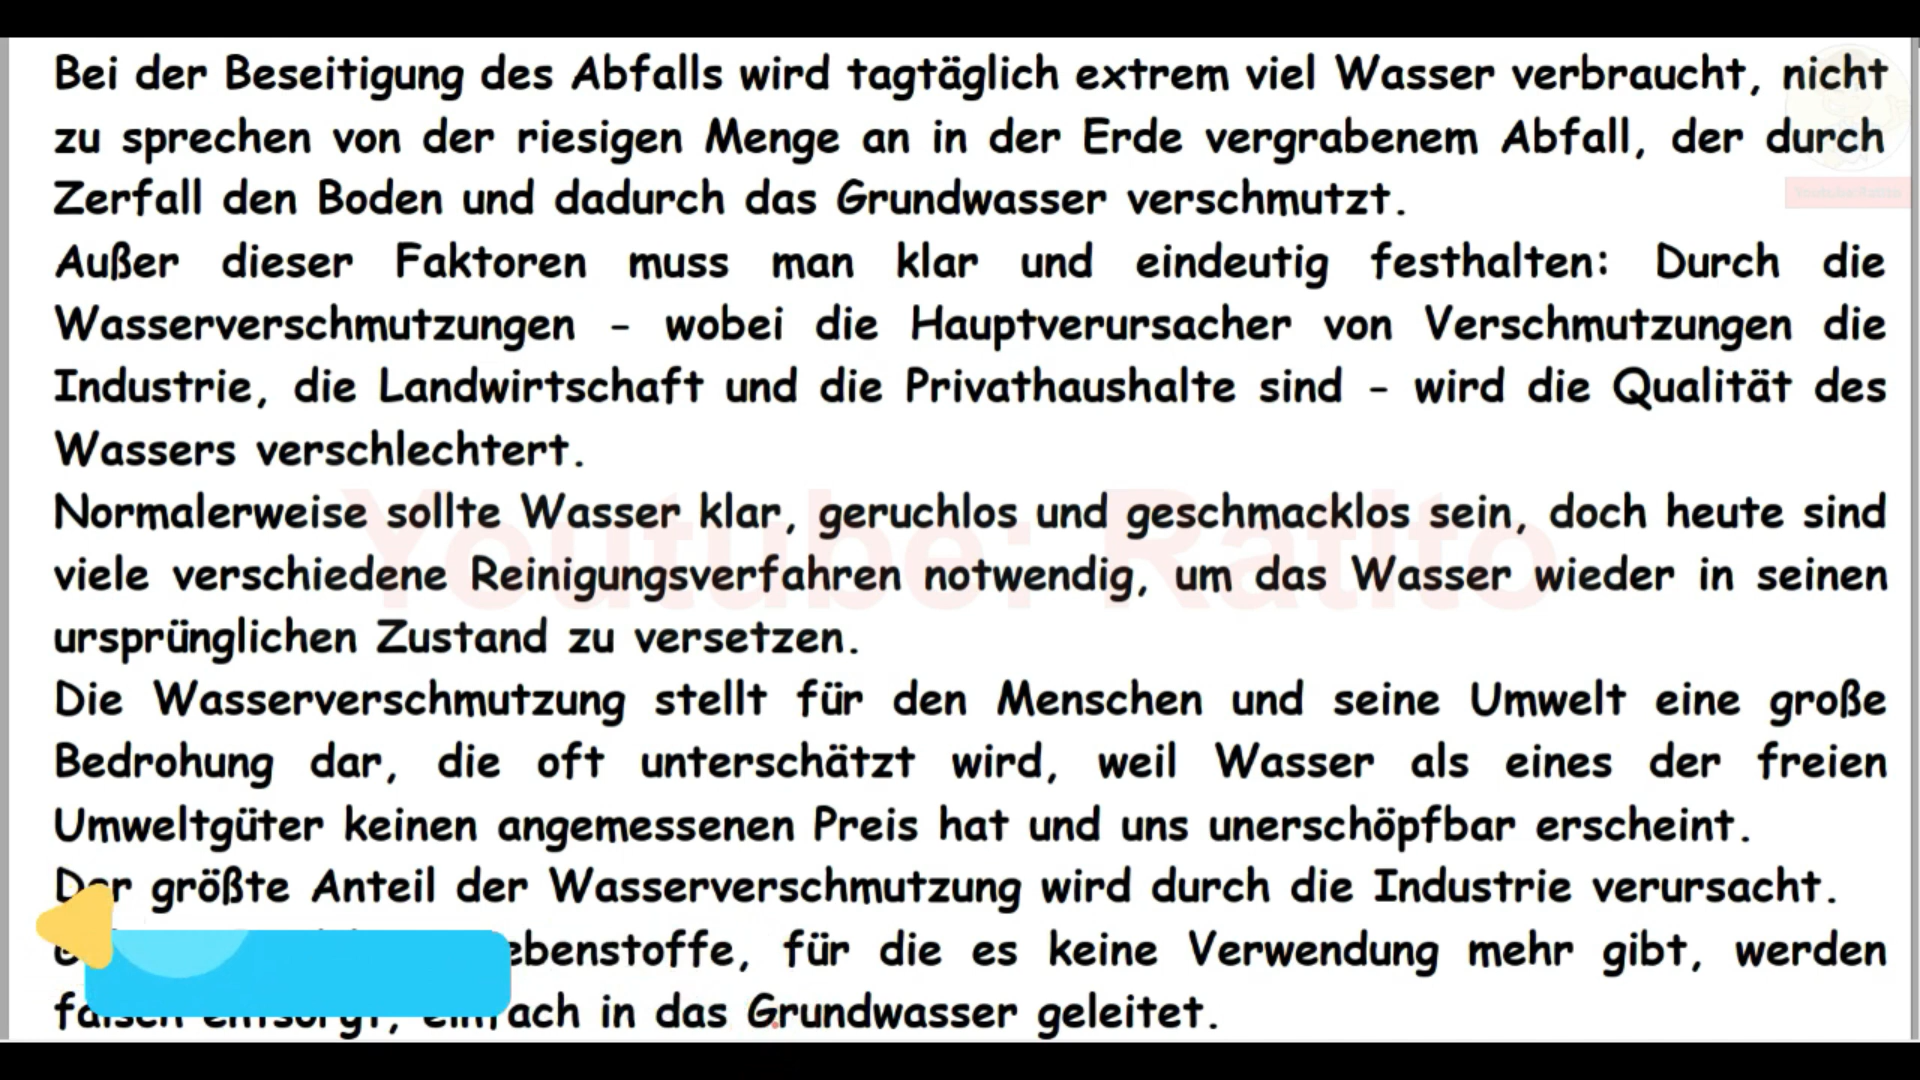 Bei der Beseitigung des Abfalls wird tagtäglich extrem viel Wasser verbraucht, nicht
zu sprechen von der riesigen Menge an in der Erde vergrabenem Abfall, der durch
Zerfall den Boden und dadurch das Grundwasser verschmutzt.
Außer dieser Faktoren muss man klar und eindeutig festhalten: Durch die
Wasserverschmutzungen - wobei die Hauptverursacher von Verschmutzungen die
Industrie, die Landwirtschaft und die Privathaushalte sind - wird die Qualität des
Wassers verschlechtert.
Normalerweise sollte Wasser klar, geruchlos und geschmacklos sein, doch heute sind
viele verschiedene Reinigungsverfahren notwendig, um das Wasser wieder in seinen
ursprünglichen Zustand zu versetzen.
Youtube: Ratito
Die Wasserverschmutzung stellt für den Menschen und seine Umwelt eine große
Bedrohung dar, die oft unterschätzt wird, weil Wasser als eines der freien
Umweltgüter keinen angemessenen Preis hat und uns unerschöpfbar erscheint.
Der größte Anteil der Wasserverschmutzung wird durch die Industrie verursacht.
ebenstoffe, für die es keine Verwendung mehr gibt, werden
falsch entsorgt, einfach in das Grundwasser geleitet.